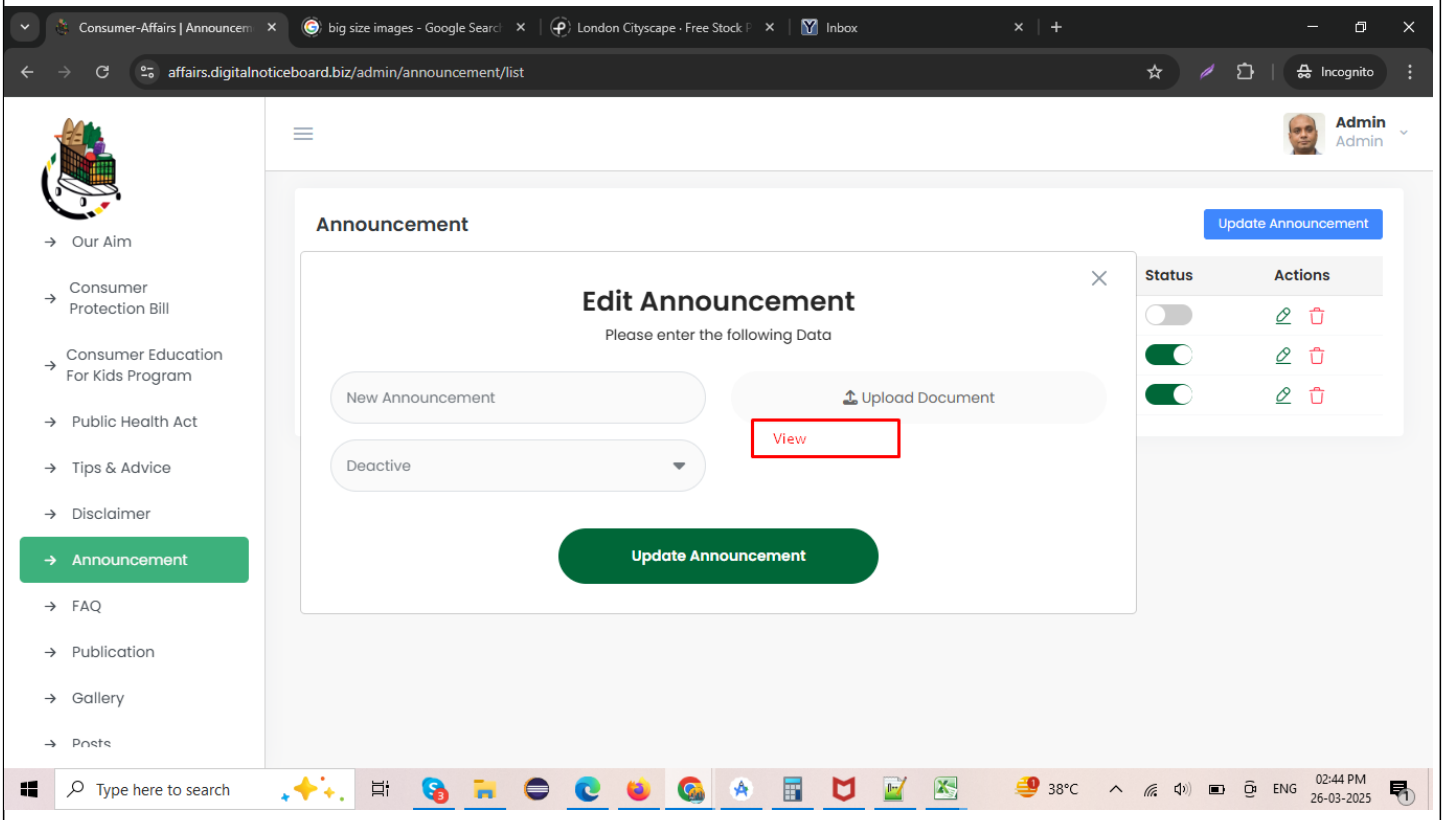 Consumer-Affairs | Announcem
big size images - Google Search
London Cityscape · Free Stock P
Inbox
affairs.digitalnoticeboard.biz/admin/announcement/list
Incognito
Admin
Admin
Our Aim
Consumer
Protection Bill
Consumer Education
For Kids Program
Public Health Act
Tips & Advice
Disclaimer
Announcement
FAQ
Publication
Gallery
Posts
Announcement
Update Announcement
Status
Actions
Edit Announcement
Please enter the following Data
New Announcement
Upload Document
View
Deactive
Update Announcement
Type here to search
38°C
ENG
02:44 PM
26-03-2025